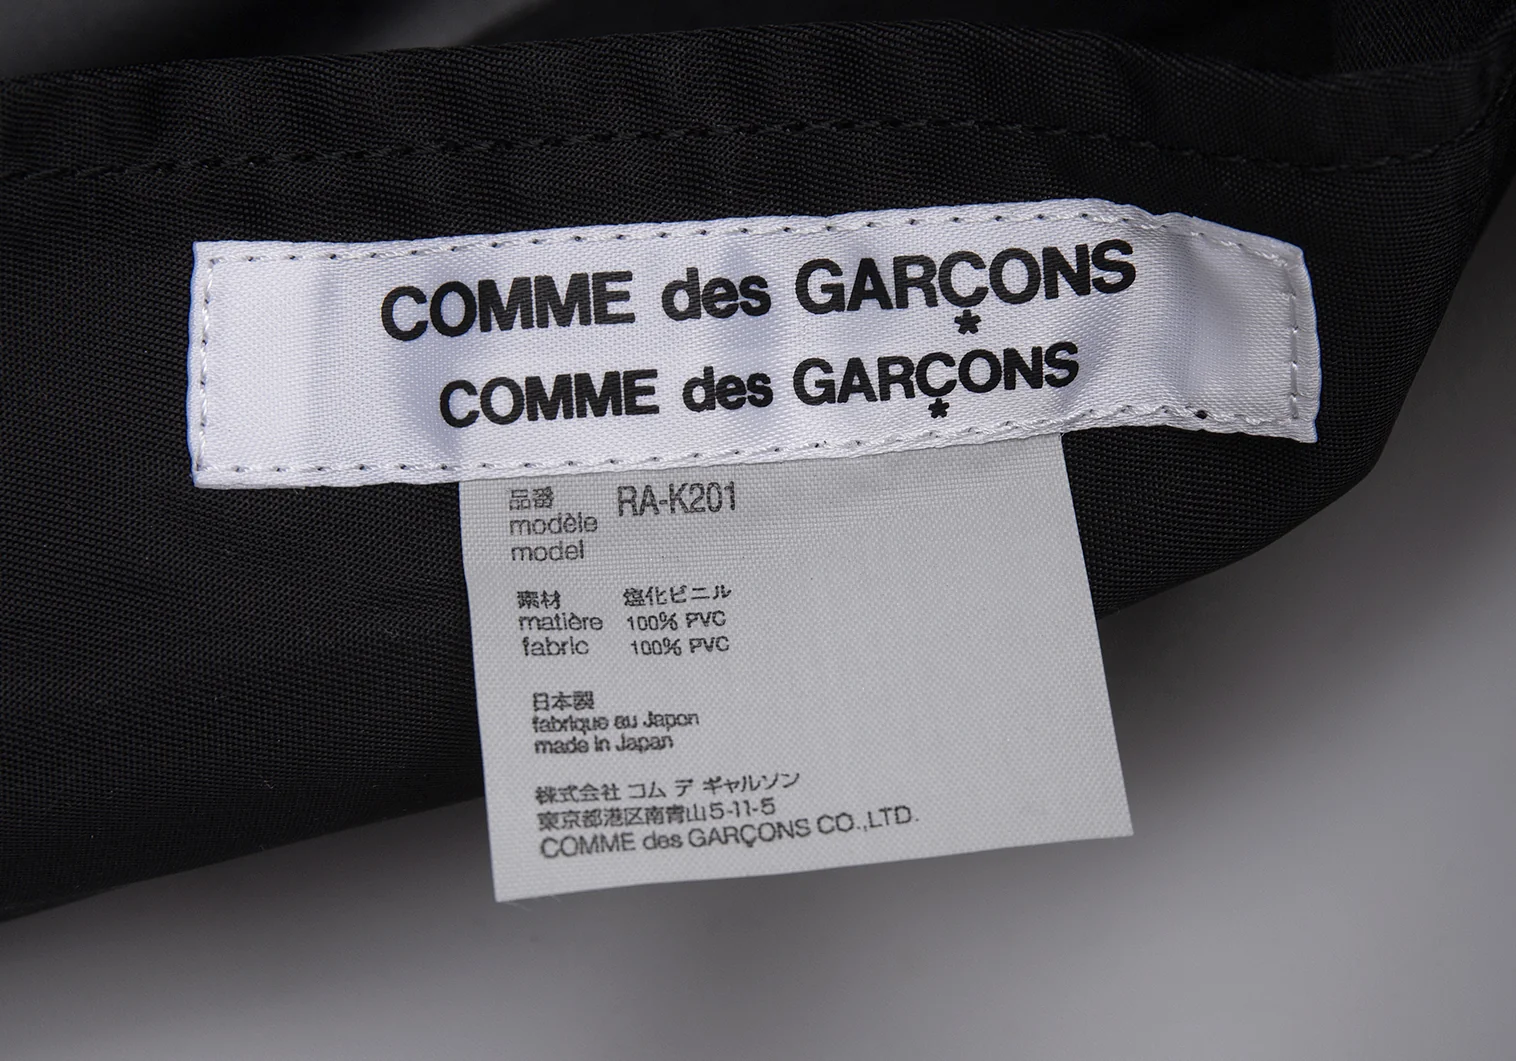 COMME des GARÇONS
COMME des GARÇONS
品番 RA-K201
modèle
model
素材 塩化ビニル
matière 100% PVC
fabric 100% PVC
日本製
fabriqué au Japon
made in Japan
株式会社 コム デ ギャルソン
東京都港区南青山5-11-5
COMME des GARÇONS CO.,LTD.